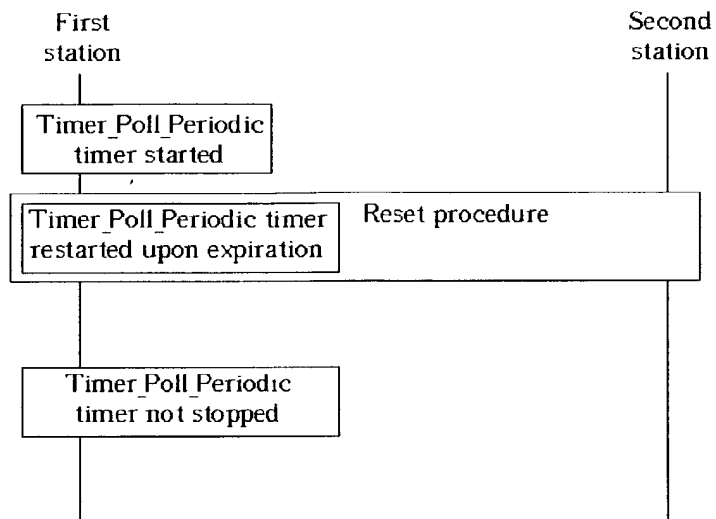 First
station
Second
station
Timer_Poll_Periodic
timer started
Timer_Poll_Periodic timer
restarted upon expiration
Reset procedure
Timer_Poll_Periodic
timer not stopped